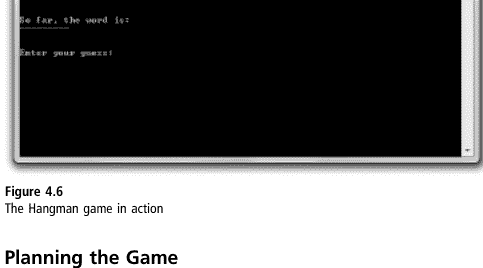 So far, the word is:
---------
Enter your guess:
Figure 4.6
The Hangman game in action
Planning the Game